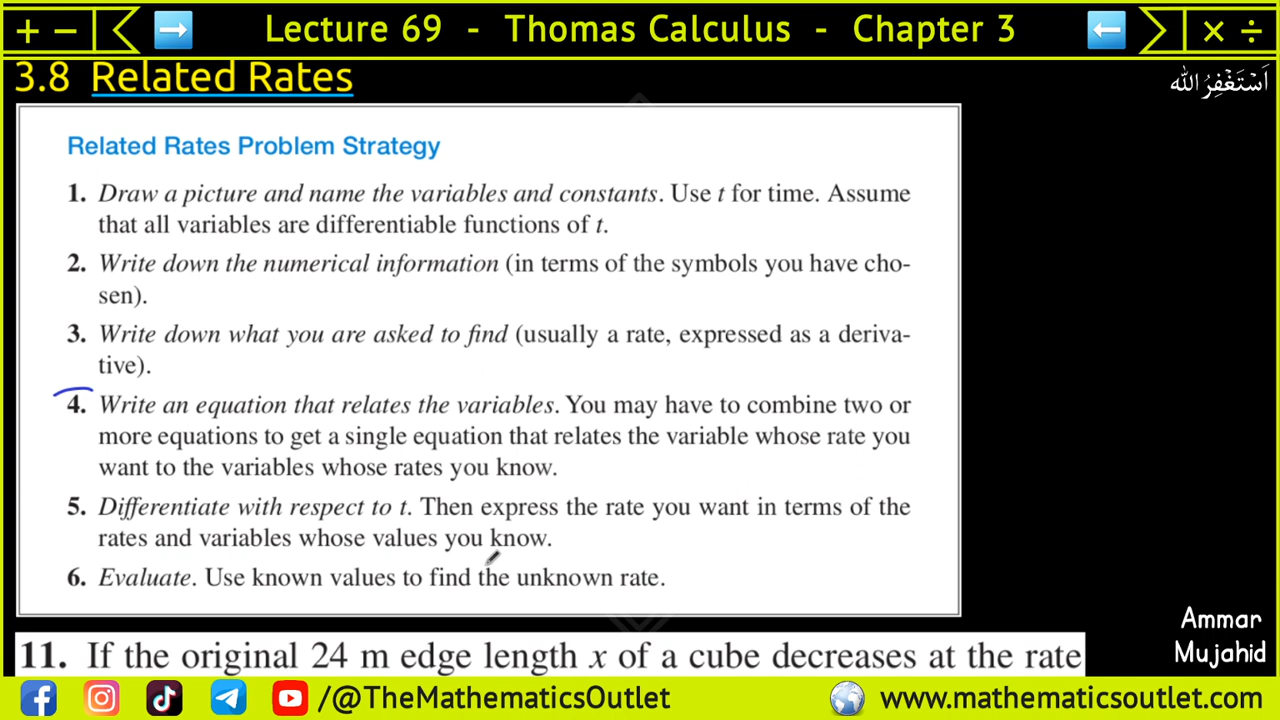 + − Lecture 69 - Thomas Calculus - Chapter 3 × ÷
3.8 Related Rates
اَسْتَغْفِرُ اللّٰه
Related Rates Problem Strategy
1. Draw a picture and name the variables and constants. Use t for time. Assume
that all variables are differentiable functions of t.
2. Write down the numerical information (in terms of the symbols you have cho-
sen).
3. Write down what you are asked to find (usually a rate, expressed as a deriva-
tive).
4. Write an equation that relates the variables. You may have to combine two or
more equations to get a single equation that relates the variable whose rate you
want to the variables whose rates you know.
5. Differentiate with respect to t. Then express the rate you want in terms of the
rates and variables whose values you know.
6. Evaluate. Use known values to find the unknown rate.
11. If the original 24 m edge length x of a cube decreases at the rate
Ammar
Mujahid
/@TheMathematicsOutlet www.mathematicsoutlet.com